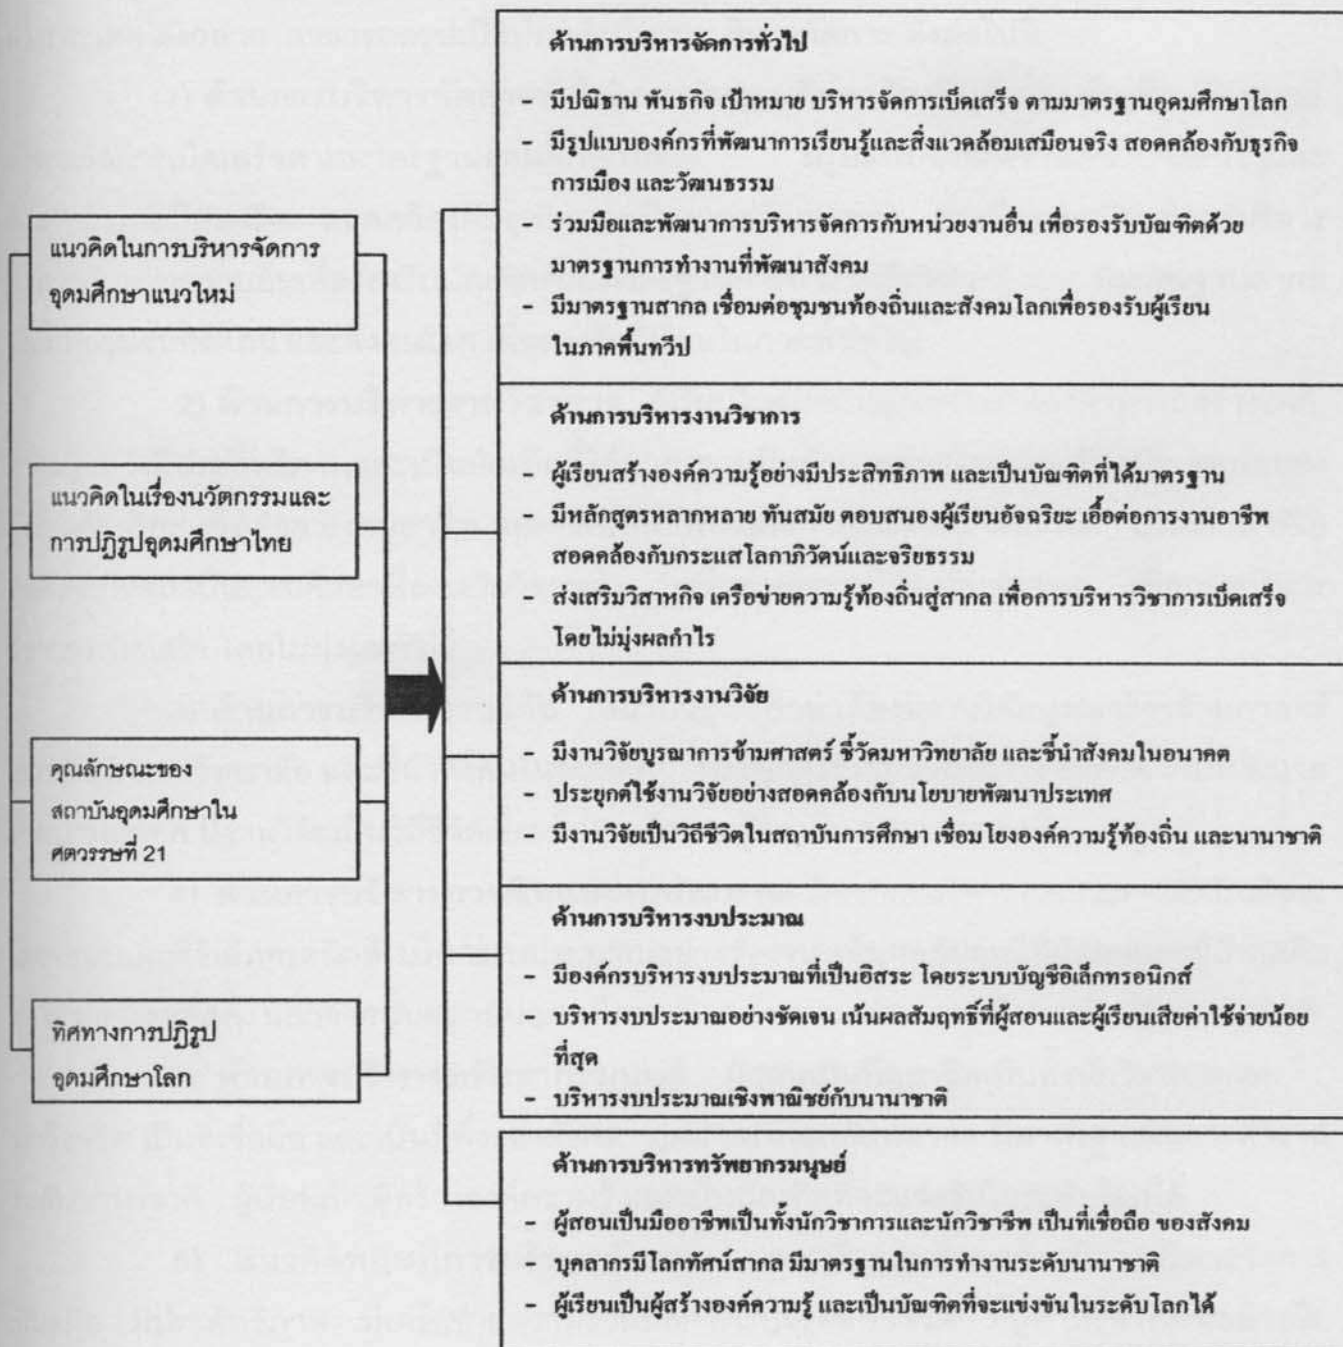 แนวคิดในการบริหารจัดการ
อุดมศึกษาแนวใหม่
แนวคิดในเรื่องนวัตกรรมและ
การปฏิรูปอุดมศึกษาไทย
คุณลักษณะของ
สถาบันอุดมศึกษาใน
ศตวรรษที่ 21
ทิศทางการปฏิรูป
อุดมศึกษาโลก
ด้านการบริหารจัดการทั่วไป
- มีปณิธาน พันธกิจ เป้าหมาย บริหารจัดการเบ็ดเสร็จ ตามมาตรฐานอุดมศึกษาโลก
- มีรูปแบบองค์กรที่พัฒนาการเรียนรู้และสิ่งแวดล้อมเสมือนจริง สอดคล้องกับธุรกิจ
การเมือง และวัฒนธรรม
- ร่วมมือและพัฒนาการบริหารจัดการกับหน่วยงานอื่น เพื่อรองรับบัณฑิตด้วย
มาตรฐานการทำงานที่พัฒนาสังคม
- มีมาตรฐานสากล เชื่อมต่อชุมชนท้องถิ่นและสังคมโลกเพื่อรองรับผู้เรียน
ในภาคพื้นทวีป
ด้านการบริหารงานวิชาการ
- ผู้เรียนสร้างองค์ความรู้อย่างมีประสิทธิภาพ และเป็นบัณฑิตที่ได้มาตรฐาน
- มีหลักสูตรหลากหลาย ทันสมัย ตอบสนองผู้เรียนอัจฉริยะ เอื้อต่อการงานอาชีพ
สอดคล้องกับกระแสโลกาภิวัตน์และจริยธรรม
- ส่งเสริมวิสาหกิจ เครือข่ายความรู้ท้องถิ่นสู่สากล เพื่อการบริหารวิชาการเบ็ดเสร็จ
โดยไม่มุ่งผลกำไร
ด้านการบริหารงานวิจัย
- มีงานวิจัยบูรณาการข้ามศาสตร์ ชี้วัดมหาวิทยาลัย และชี้นำสังคมในอนาคต
- ประยุกต์ใช้งานวิจัยอย่างสอดคล้องกับนโยบายพัฒนาประเทศ
- มีงานวิจัยเป็นวิถีชีวิตในสถาบันการศึกษา เชื่อมโยงองค์ความรู้ท้องถิ่น และนานาชาติ
ด้านการบริหารงบประมาณ
- มีองค์กรบริหารงบประมาณที่เป็นอิสระ โดยระบบบัญชีอิเล็กทรอนิกส์
- บริหารงบประมาณอย่างชัดเจน เน้นผลสัมฤทธิ์ที่ผู้สอนและผู้เรียนเสียค่าใช้จ่ายน้อย
ที่สุด
- บริหารงบประมาณเชิงพาณิชย์กับนานาชาติ
ด้านการบริหารทรัพยากรมนุษย์
- ผู้สอนเป็นมืออาชีพเป็นทั้งนักวิชาการและนักวิชาชีพ เป็นที่เชื่อถือ ของสังคม
- บุคลากรมีโลกทัศน์สากล มีมาตรฐานในการทำงานระดับนานาชาติ
- ผู้เรียนเป็นผู้สร้างองค์ความรู้ และเป็นบัณฑิตที่จะแข่งขันในระดับโลกได้